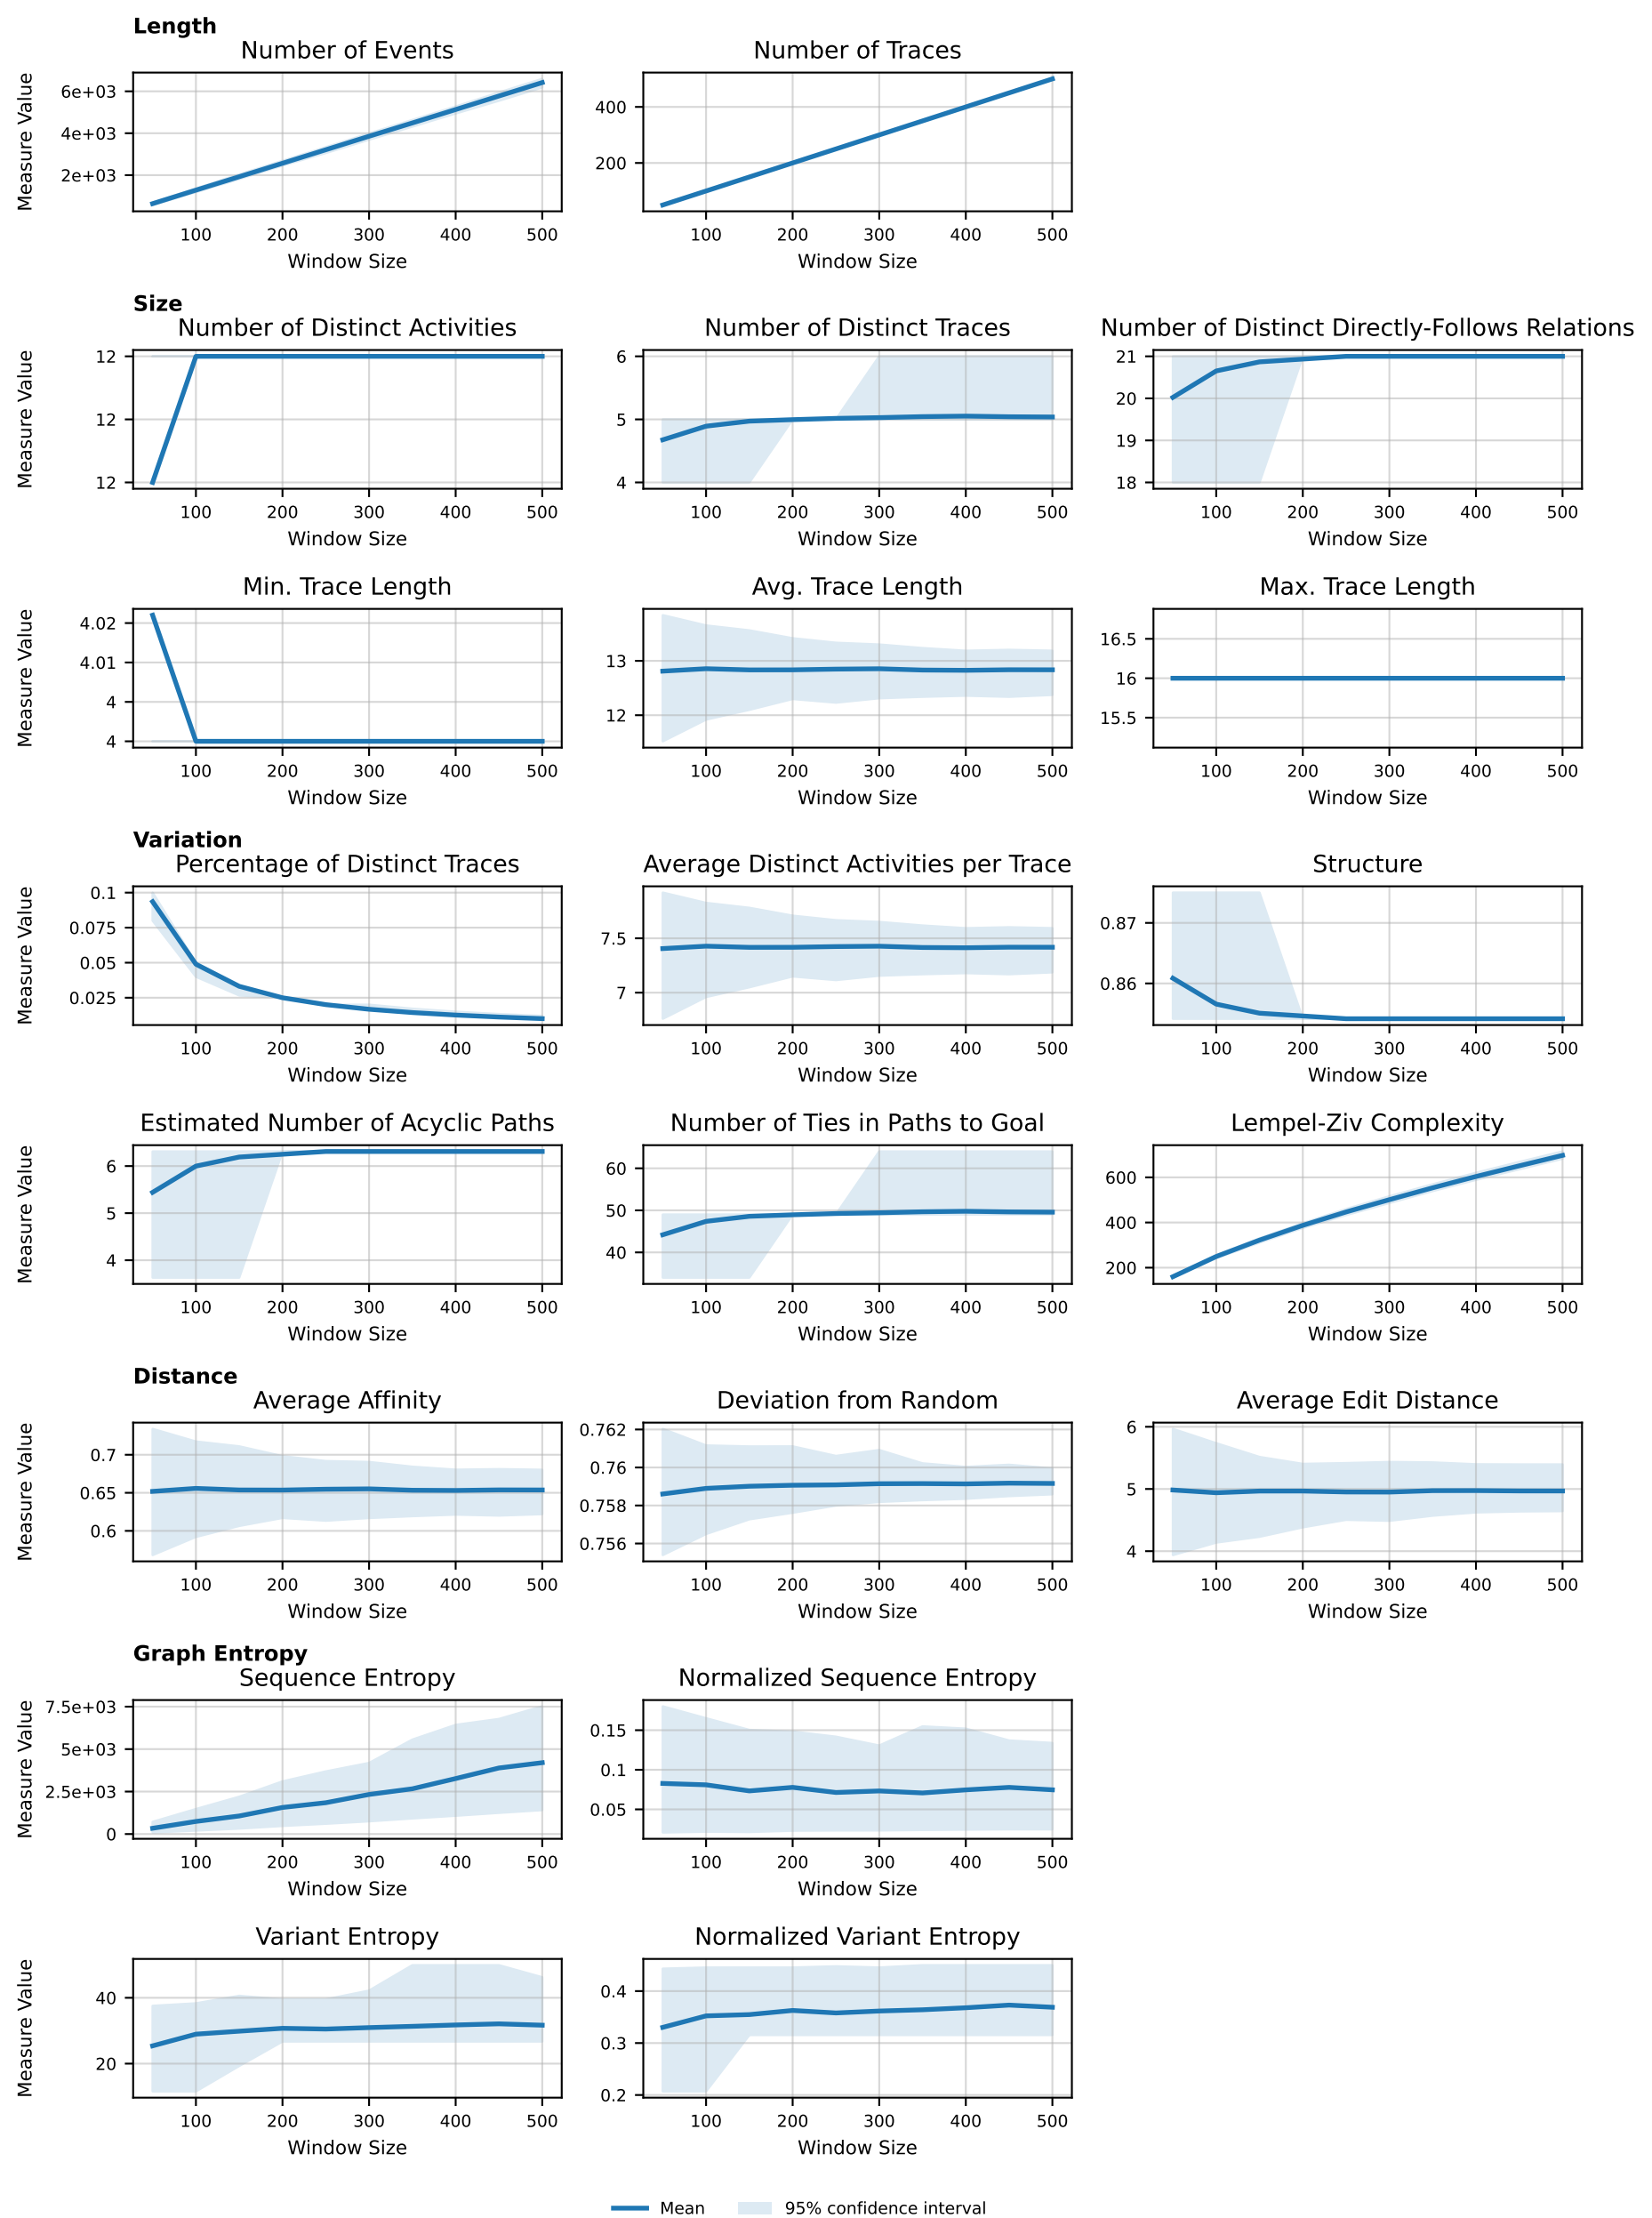 Length
Number of Events
Number of Traces
Measure Value
6e+03
4e+03
2e+03
400
200
100 200 300 400 500
100 200 300 400 500
Window Size
Window Size
Size
Number of Distinct Activities
Number of Distinct Traces
Number of Distinct Directly-Follows Relations
Measure Value
12
12
12
6
5
4
21
20
19
18
100 200 300 400 500
100 200 300 400 500
100 200 300 400 500
Window Size
Window Size
Window Size
Min. Trace Length
Avg. Trace Length
Max. Trace Length
Measure Value
4.02
4.01
4
4
13
12
16.5
16
15.5
100 200 300 400 500
100 200 300 400 500
100 200 300 400 500
Window Size
Window Size
Window Size
Variation
Percentage of Distinct Traces
Average Distinct Activities per Trace
Structure
Measure Value
0.1
0.075
0.05
0.025
7.5
7
0.87
0.86
100 200 300 400 500
100 200 300 400 500
100 200 300 400 500
Window Size
Window Size
Window Size
Estimated Number of Acyclic Paths
Number of Ties in Paths to Goal
Lempel-Ziv Complexity
Measure Value
6
5
4
60
50
40
600
400
200
100 200 300 400 500
100 200 300 400 500
100 200 300 400 500
Window Size
Window Size
Window Size
Distance
Average Affinity
Deviation from Random
Average Edit Distance
Measure Value
0.7
0.65
0.6
0.762
0.76
0.758
0.756
6
5
4
100 200 300 400 500
100 200 300 400 500
100 200 300 400 500
Window Size
Window Size
Window Size
Graph Entropy
Sequence Entropy
Normalized Sequence Entropy
Measure Value
7.5e+03
5e+03
2.5e+03
0
0.15
0.1
0.05
100 200 300 400 500
100 200 300 400 500
Window Size
Window Size
Variant Entropy
Normalized Variant Entropy
Measure Value
40
20
0.4
0.3
0.2
100 200 300 400 500
100 200 300 400 500
Window Size
Window Size
Mean
95% confidence interval